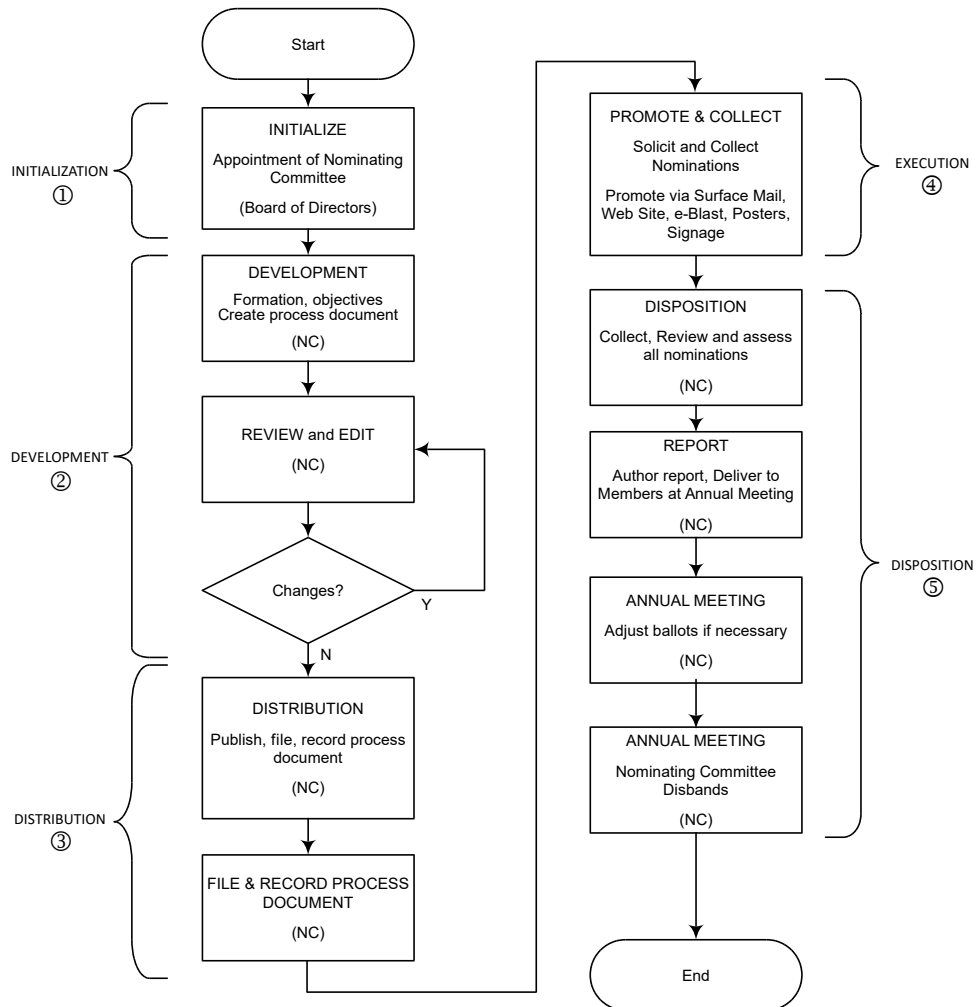 Start
INITIALIZATION
①
INITIALIZE
Appointment of Nominating
Committee
(Board of Directors)
DEVELOPMENT
②
DEVELOPMENT
Formation, objectives
Create process document
(NC)
REVIEW and EDIT
(NC)
Changes?
Y
N
DISTRIBUTION
③
DISTRIBUTION
Publish, file, record process
document
(NC)
FILE & RECORD PROCESS
DOCUMENT
(NC)
PROMOTE & COLLECT
Solicit and Collect
Nominations
Promote via Surface Mail,
Web Site, e-Blast, Posters,
Signage
EXECUTION
④
DISPOSITION
Collect, Review and assess
all nominations
(NC)
REPORT
Author report, Deliver to
Members at Annual Meeting
(NC)
ANNUAL MEETING
Adjust ballots if necessary
(NC)
ANNUAL MEETING
Nominating Committee
Disbands
(NC)
DISPOSITION
⑤
End